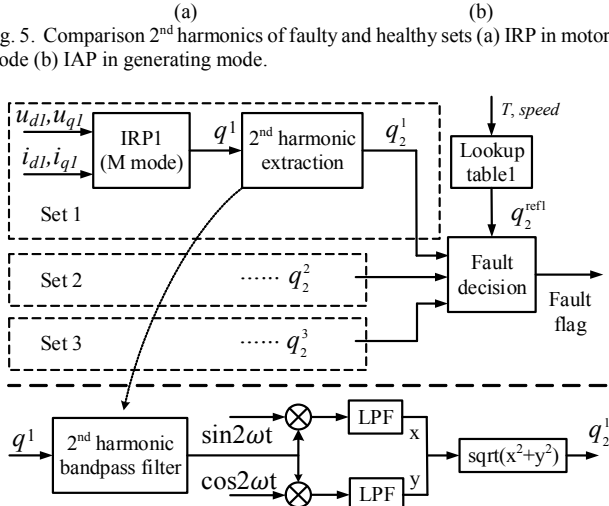 (a) (b)
g. 5. Comparison 2nd harmonics of faulty and healthy sets (a) IRP in motor
ode (b) IAP in generating mode.
u_d1,u_q1
i_d1,i_q1
IRP1
(M mode)
q^1
2nd harmonic
extraction
q_2^1
Set 1
T, speed
Lookup
table1
q_2^ref1
Set 2 ...... q_2^2
Set 3 ...... q_2^3
Fault
decision
Fault
flag
q^1
2nd harmonic
bandpass filter
sin2ωt
cos2ωt
LPF
x
LPF
y
sqrt(x²+y²)
q_2^1